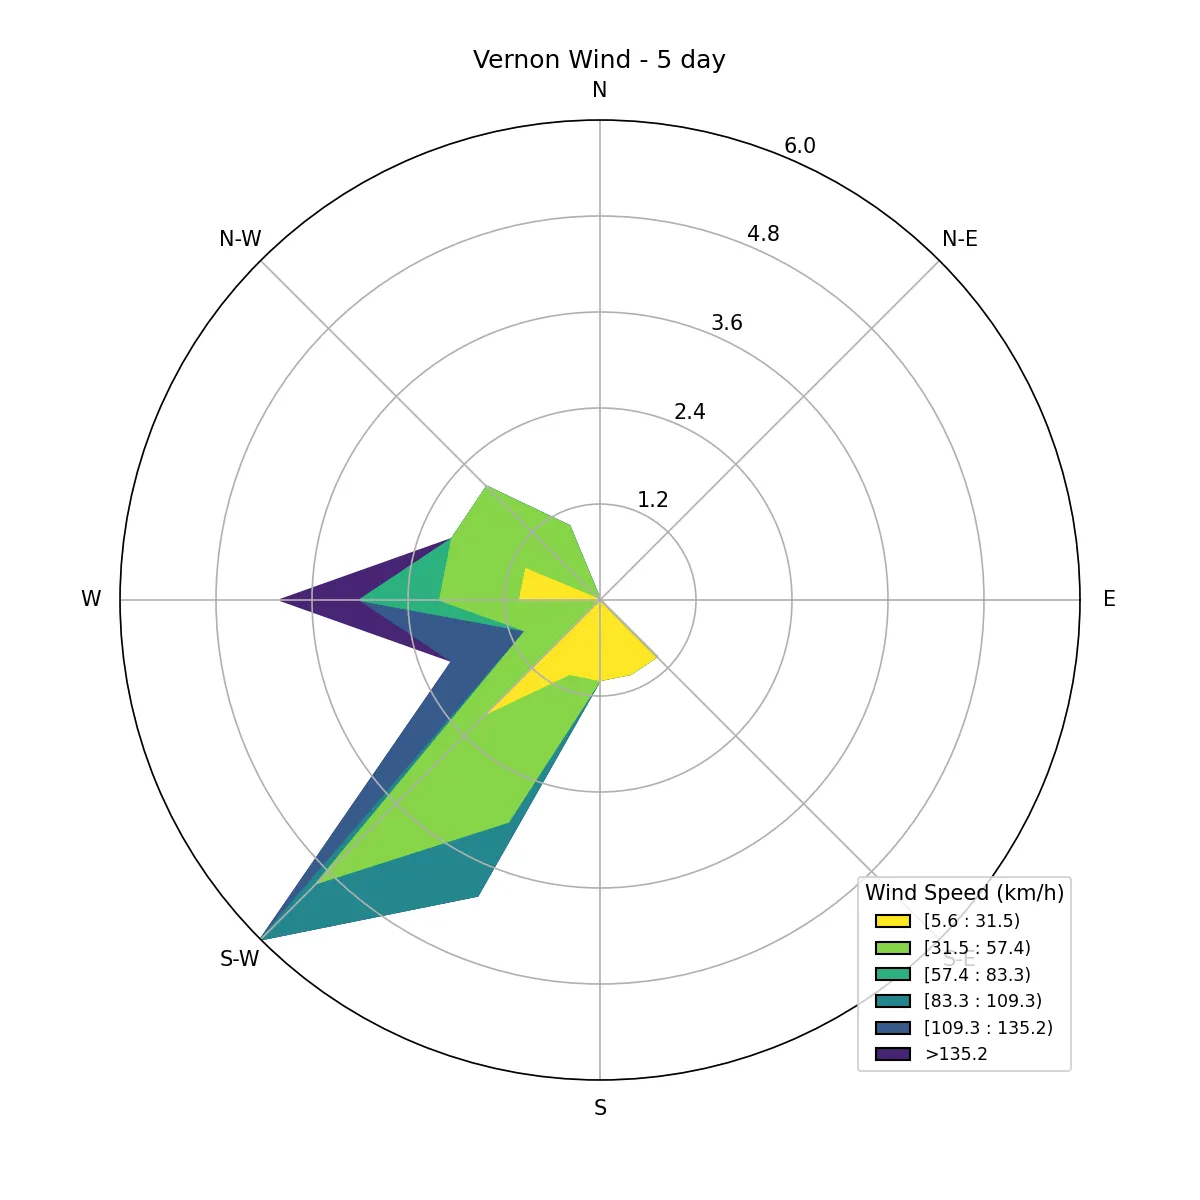 Vernon Wind - 5 day
N
6.0
N-W
4.8
N-E
3.6
2.4
1.2
W
E
S-W
S-E
S
Wind Speed (km/h)
[5.6 : 31.5)
[31.5 : 57.4)
[57.4 : 83.3)
[83.3 : 109.3)
[109.3 : 135.2)
>135.2